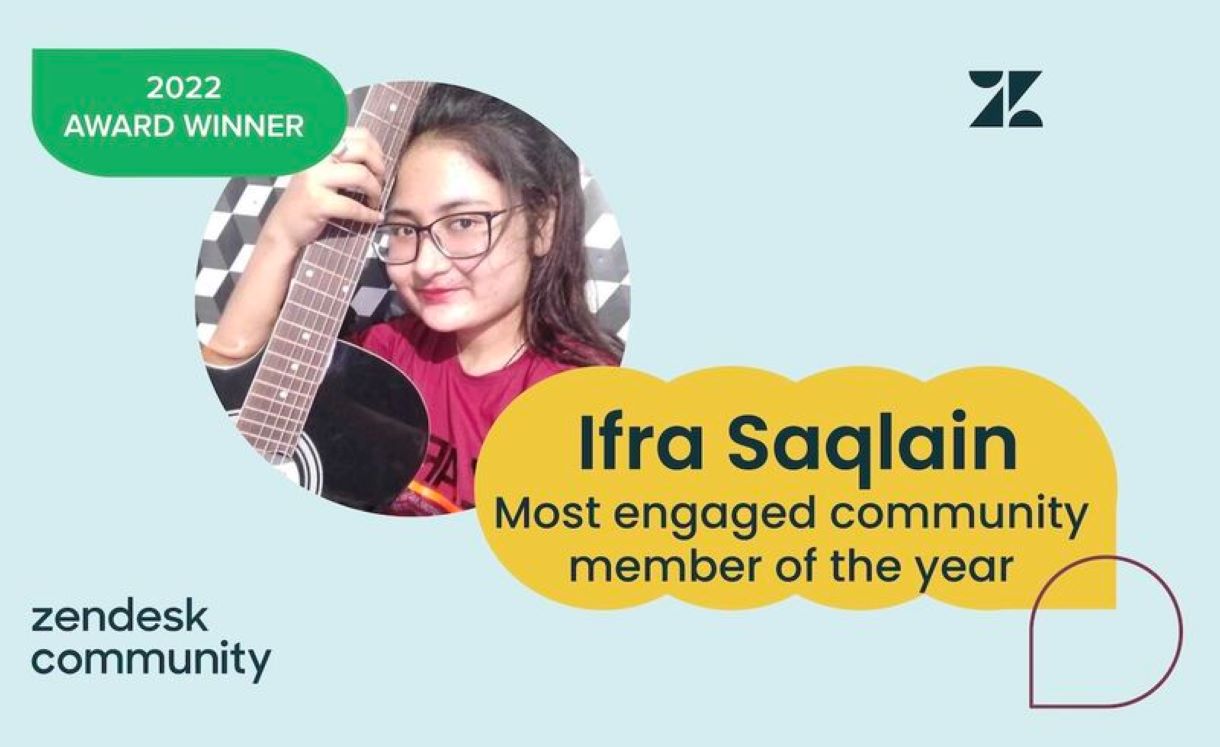 2022
AWARD WINNER
Ifra Saqlain
Most engaged community
member of the year
zendesk
community